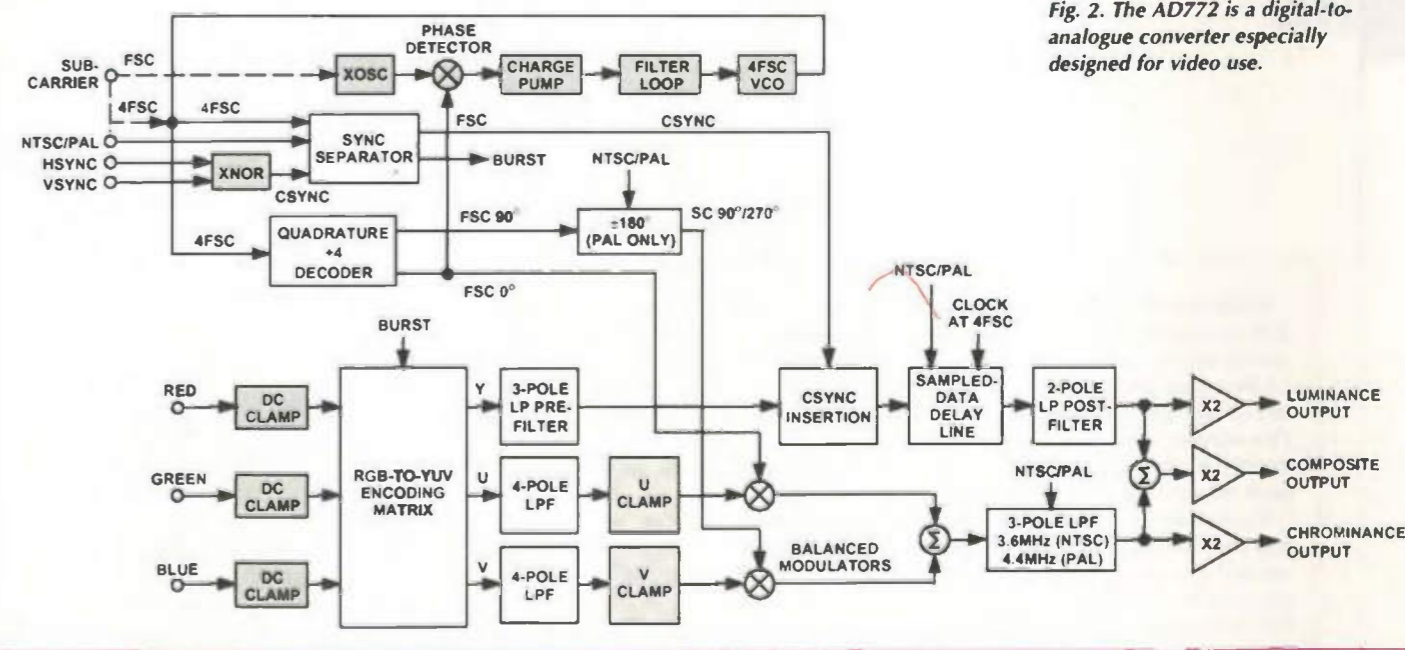 Fig. 2. The AD772 is a digital-to-
analogue converter especially
designed for video use.
SUB-
CARRIER
FSC
4FSC
4FSC
NTSC/PAL
HSYNC
VSYNC
XNOR
CSYNC
XOSC
PHASE
DETECTOR
CHARGE
PUMP
FILTER
LOOP
4FSC
VCO
SYNC
SEPARATOR
FSC
CSYNC
BURST
NTSC/PAL
4FSC
QUADRATURE
+4
DECODER
FSC 90°
±180°
(PAL ONLY)
SC 90°/270°
FSC 0°
NTSC/PAL
CLOCK
AT 4FSC
BURST
RED
DC
CLAMP
GREEN
DC
CLAMP
BLUE
DC
CLAMP
RGB-TO-YUV
ENCODING
MATRIX
Y
3-POLE
LP PRE-
FILTER
U
4-POLE
LPF
U
CLAMP
V
4-POLE
LPF
V
CLAMP
BALANCED
MODULATORS
CSYNC
INSERTION
SAMPLED-
DATA
DELAY
LINE
2-POLE
LP POST-
FILTER
NTSC/PAL
Σ
3-POLE LPF
3.6MHz (NTSC)
4.4MHz (PAL)
Σ
X2
LUMINANCE
OUTPUT
X2
COMPOSITE
OUTPUT
X2
CHROMINANCE
OUTPUT